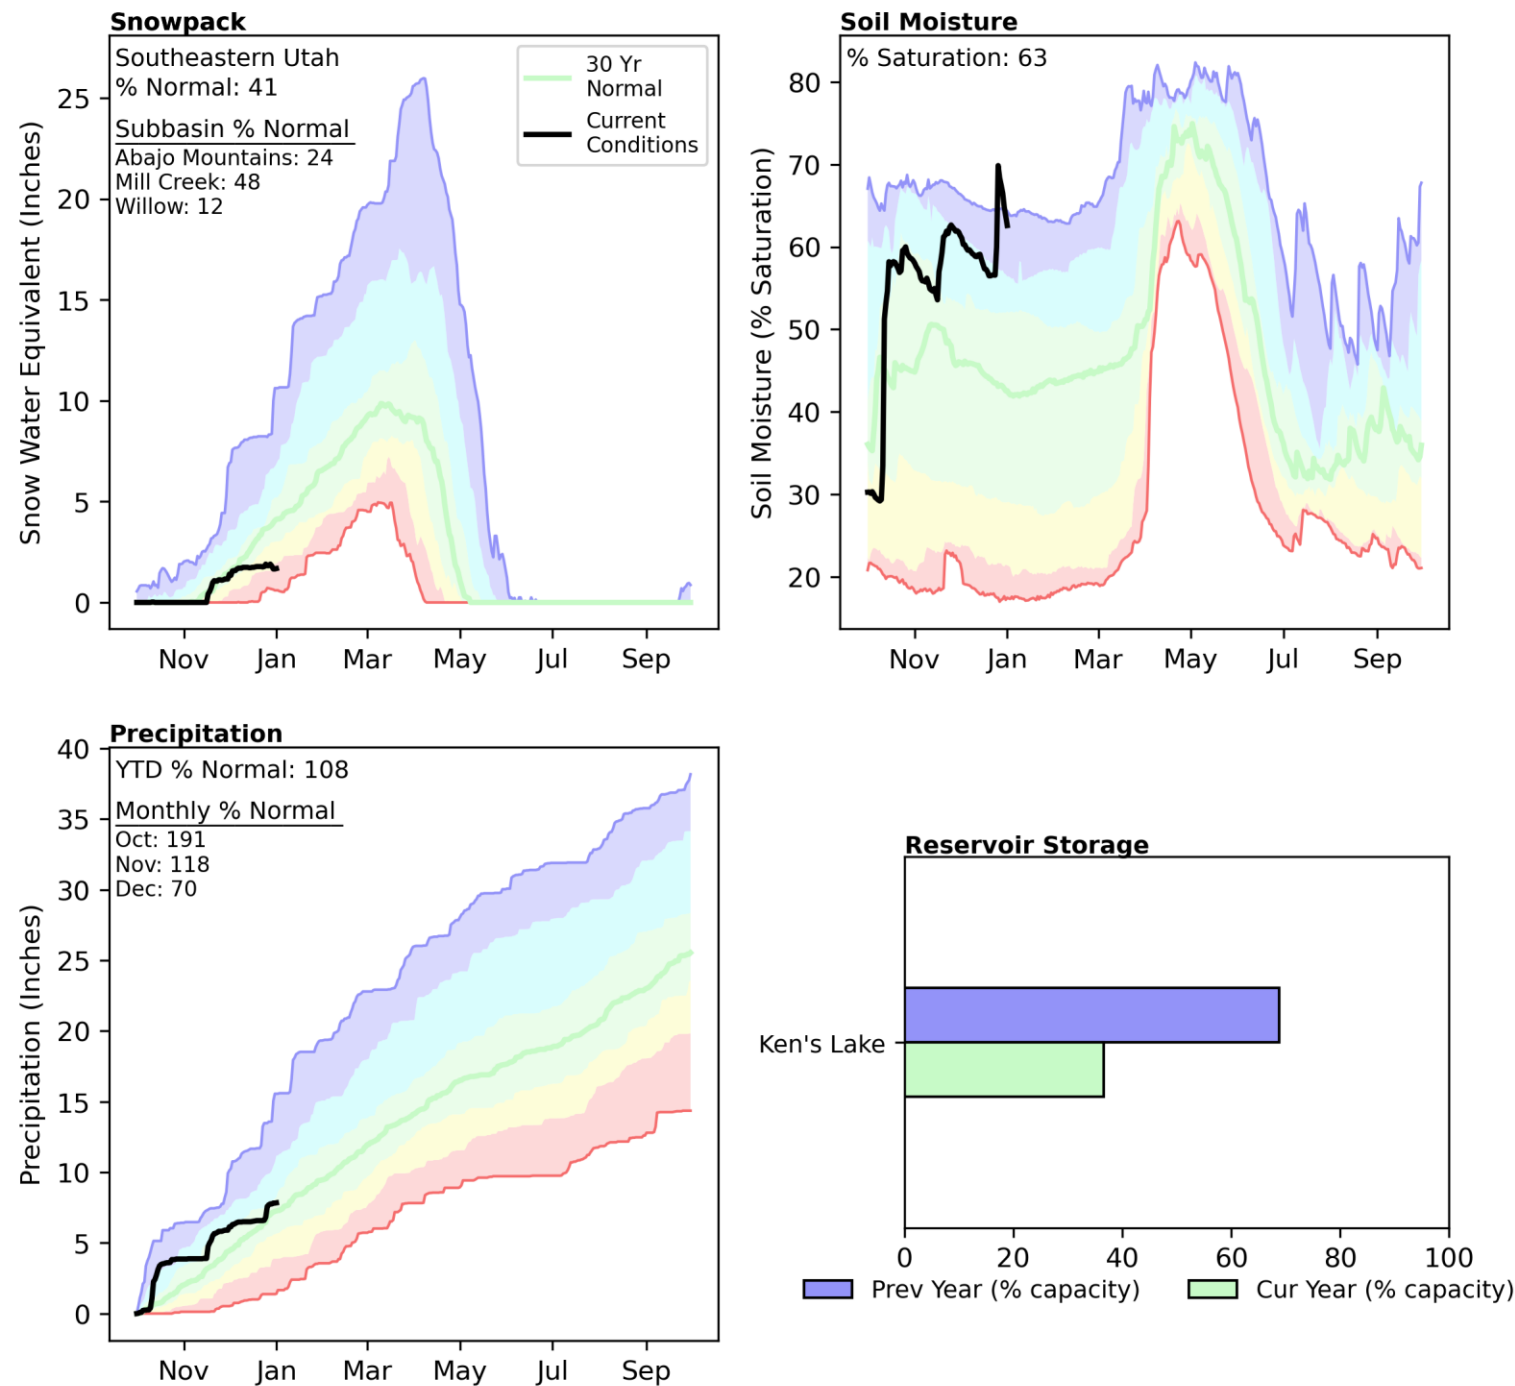 Snowpack
Southeastern Utah
% Normal: 41
Subbasin % Normal
Abajo Mountains: 24
Mill Creek: 48
Willow: 12
30 Yr
Normal
Current
Conditions
Snow Water Equivalent (Inches)
25
20
15
10
5
0
Nov Jan Mar May Jul Sep
Soil Moisture
% Saturation: 63
Soil Moisture (% Saturation)
80
70
60
50
40
30
20
Nov Jan Mar May Jul Sep
Precipitation
YTD % Normal: 108
Monthly % Normal
Oct: 191
Nov: 118
Dec: 70
Precipitation (Inches)
40
35
30
25
20
15
10
5
0
Nov Jan Mar May Jul Sep
Reservoir Storage
Ken's Lake
0 20 40 60 80 100
Prev Year (% capacity) Cur Year (% capacity)